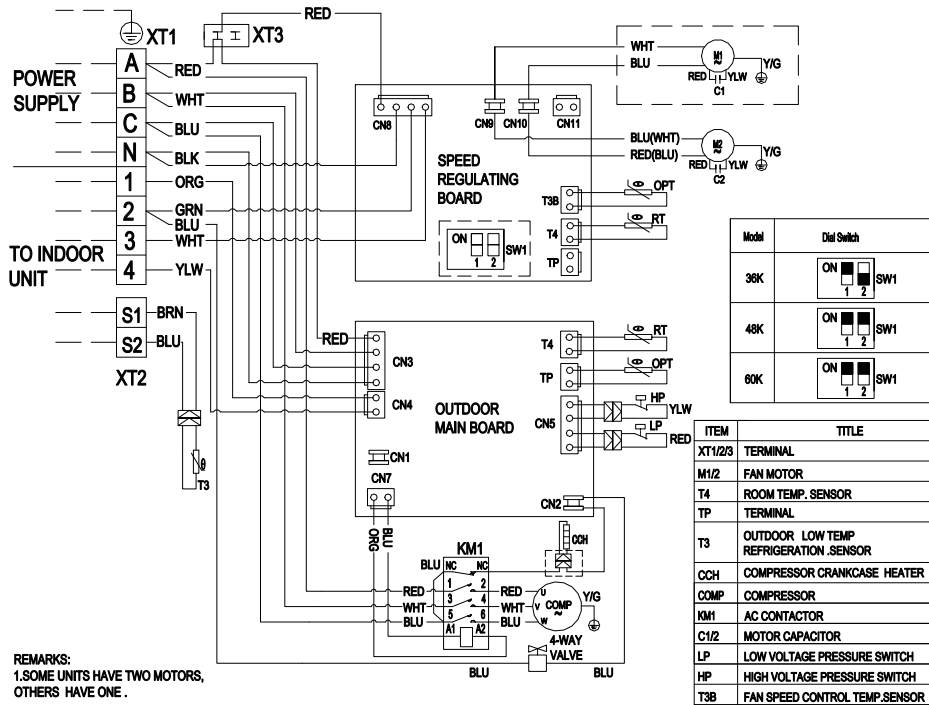 RED
XT1
XT3
A
RED
B
WHT
C
BLU
N
BLK
1
ORG
2
GRN
BLU
3
WHT
4
YLW
POWER
SUPPLY
TO INDOOR
UNIT
S1
BRN
S2
BLU
XT2
T3
CN8
CN9
CN10
CN11
SPEED
REGULATING
BOARD
ON
1 2
SW1
T3B
OPT
T4
RT
TP
WHT
BLU
M1
~
RED
YLW
C1
Y/G
BLU(WHT)
RED(BLU)
M2
~
RED
YLW
C2
Y/G
RED
CN3
CN4
OUTDOOR
MAIN BOARD
CN1
CN7
CN2
T4
RT
TP
OPT
CN5
HP
YLW
LP
RED
ORG
BLU
KM1
BLU
NC
NC
RED
1
2
RED
WHT
3
4
WHT
BLU
5
6
BLU
A1
A2
CCH
U
V
W
COMP
~
Y/G
4-WAY
VALVE
BLU
BLU
Model
Dial Switch
36K
ON
1 2
SW1
48K
ON
1 2
SW1
60K
ON
1 2
SW1
ITEM TITLE
XT1/2/3 TERMINAL
M1/2 FAN MOTOR
T4 ROOM TEMP. SENSOR
TP TERMINAL
T3 OUTDOOR LOW TEMP
REFRIGERATION .SENSOR
CCH COMPRESSOR CRANKCASE HEATER
COMP COMPRESSOR
KM1 AC CONTACTOR
C1/2 MOTOR CAPACITOR
LP LOW VOLTAGE PRESSURE SWITCH
HP HIGH VOLTAGE PRESSURE SWITCH
T3B FAN SPEED CONTROL TEMP.SENSOR
REMARKS:
1.SOME UNITS HAVE TWO MOTORS,
OTHERS HAVE ONE .